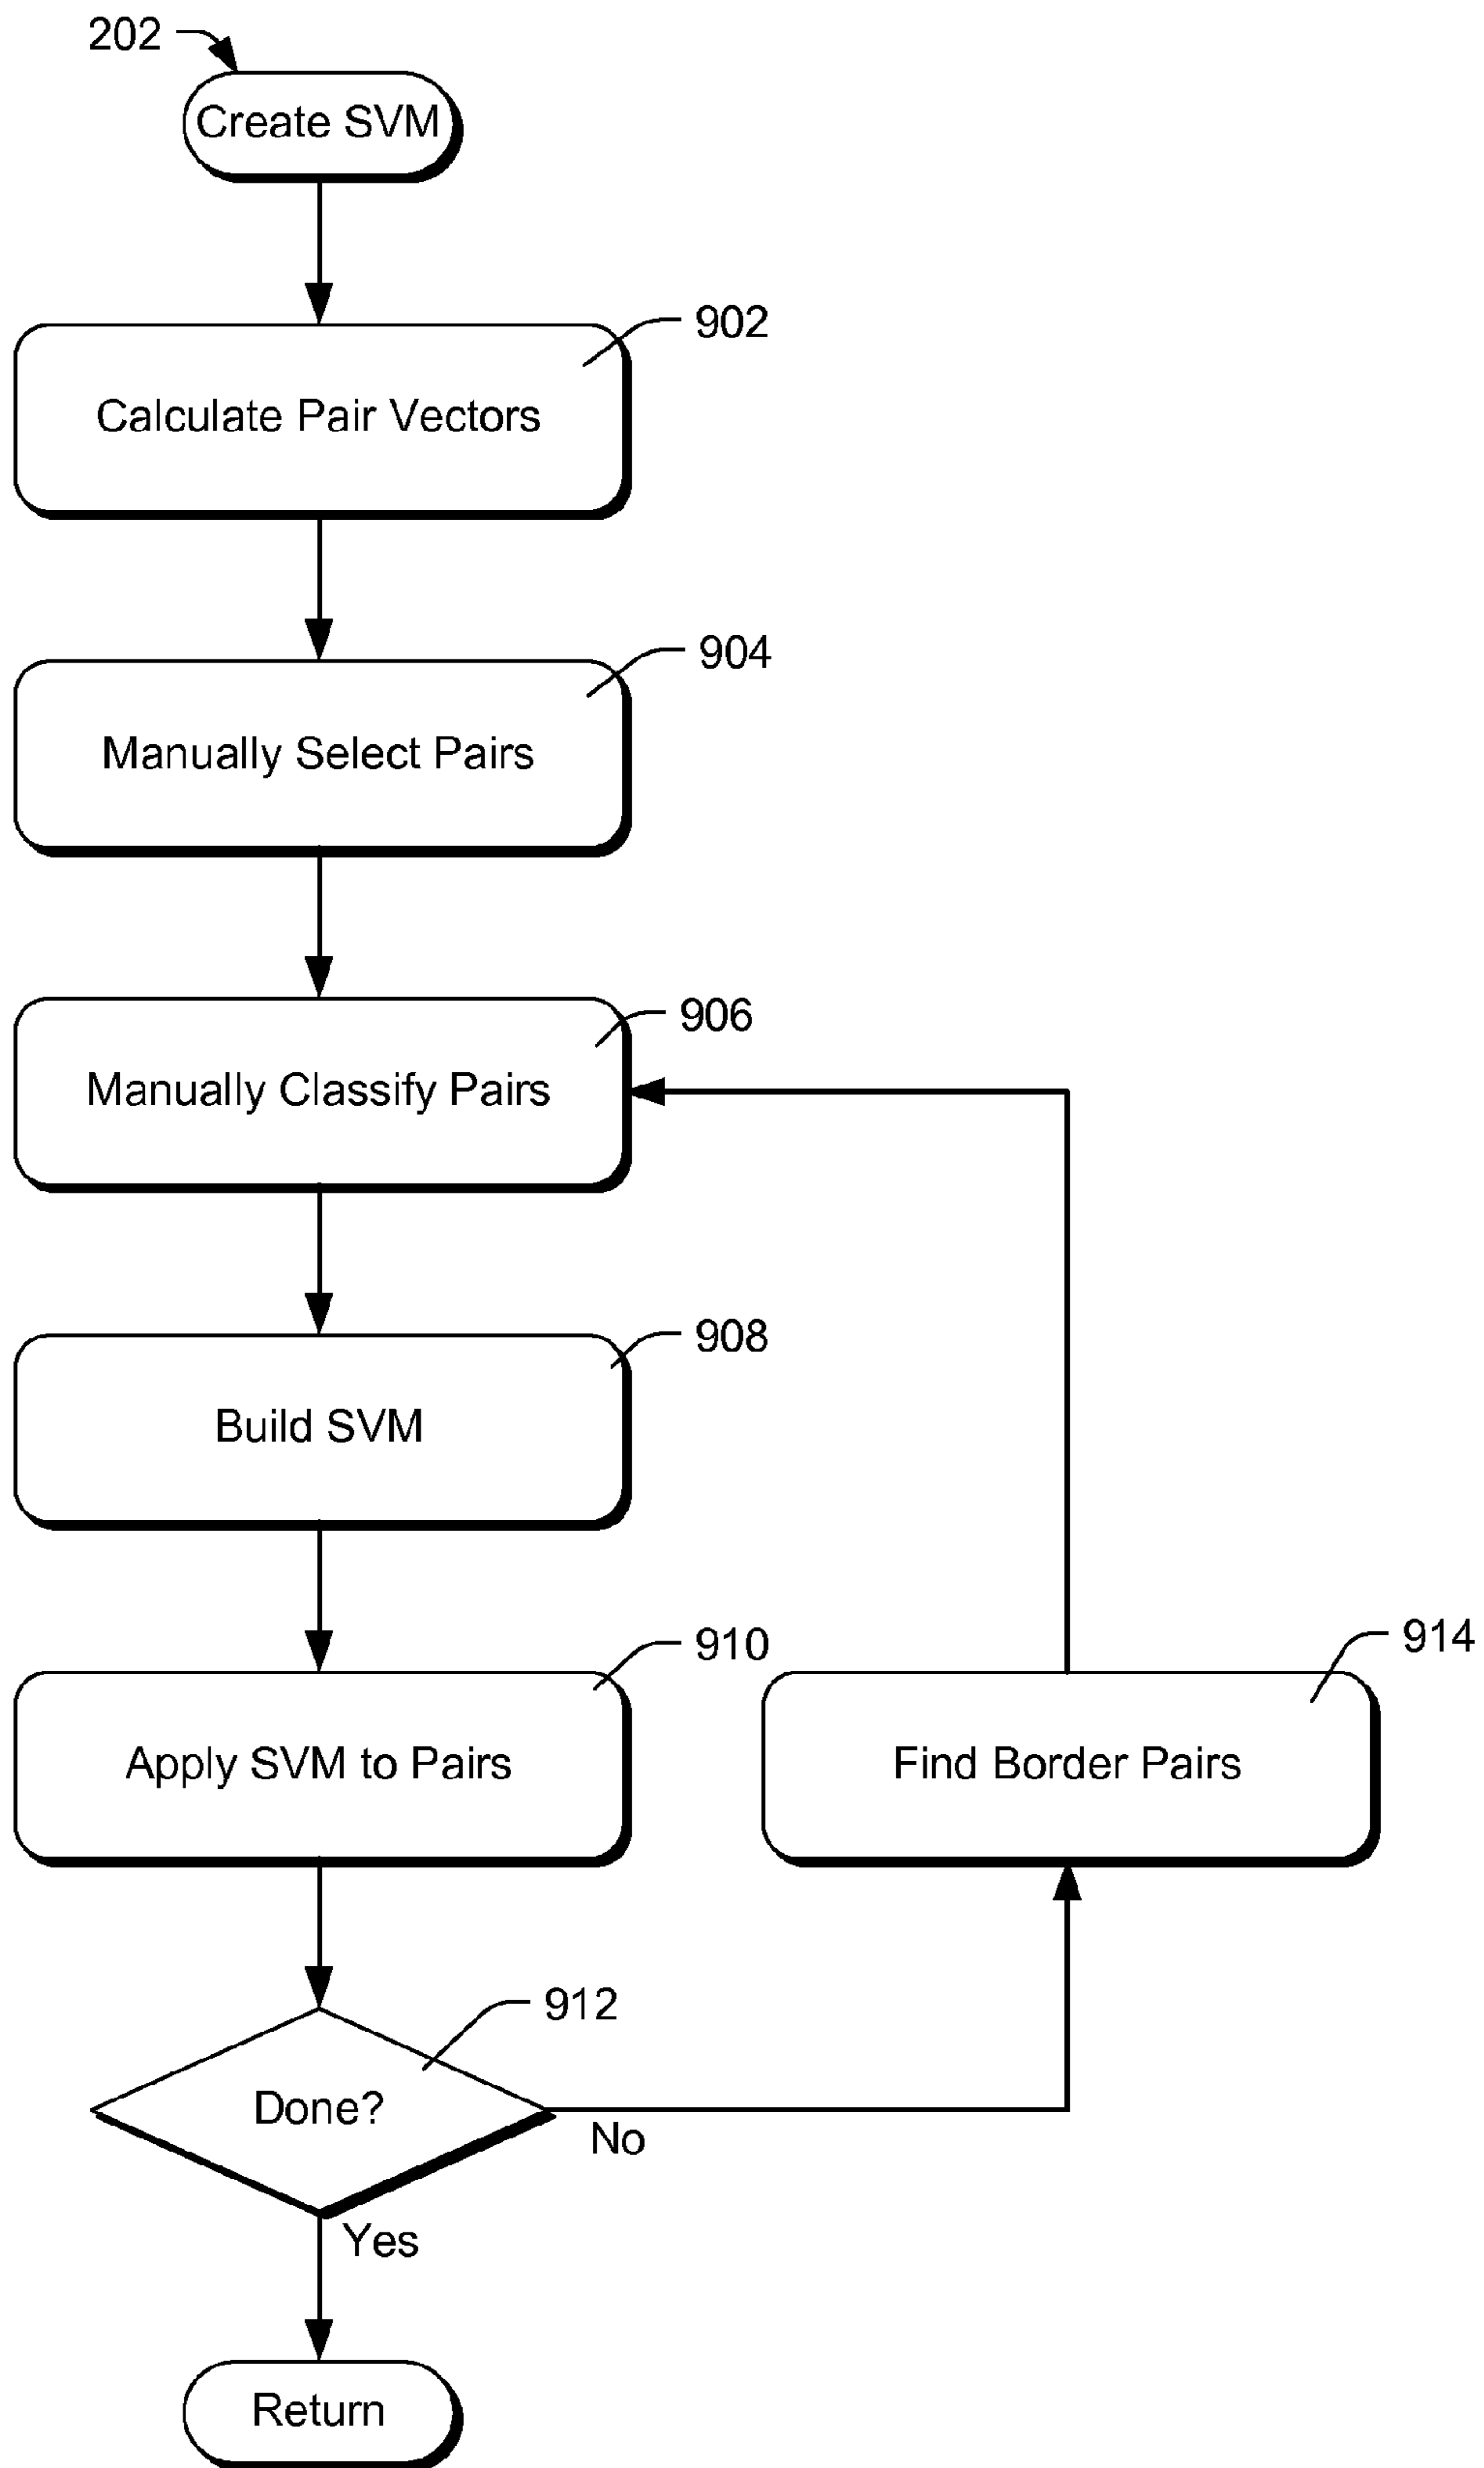 202
Create SVM
902
Calculate Pair Vectors
904
Manually Select Pairs
906
Manually Classify Pairs
908
Build SVM
910
Apply SVM to Pairs
914
Find Border Pairs
912
Done?
No
Yes
Return